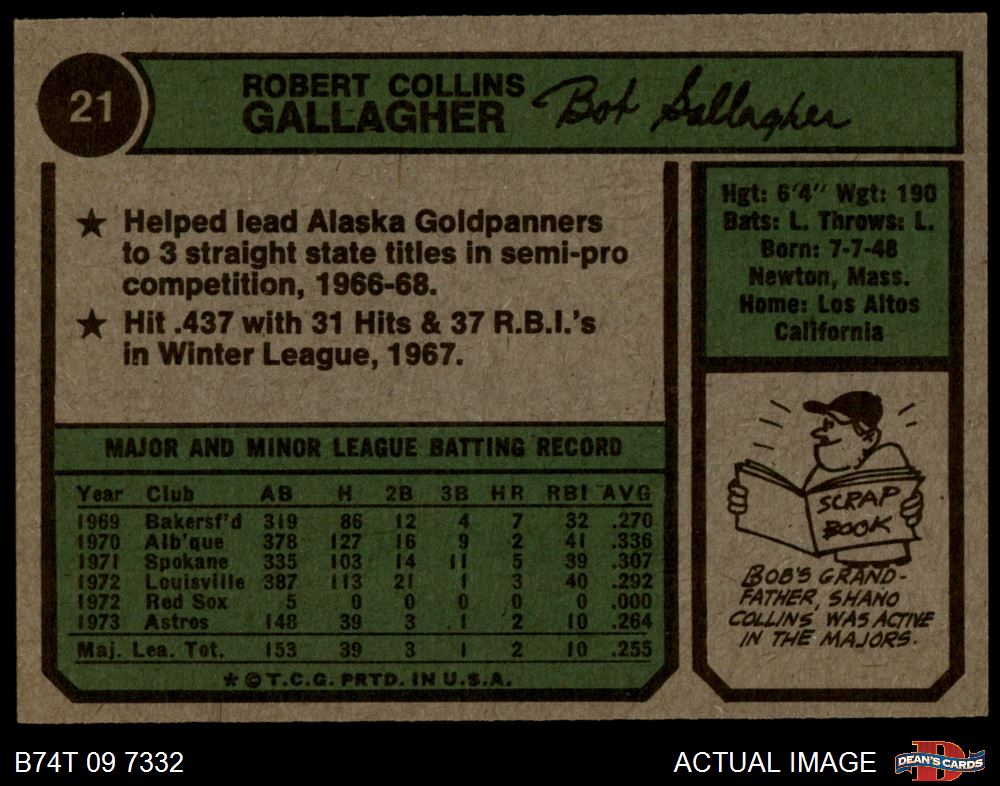 21
ROBERT COLLINS
GALLAGHER
Bob Gallagher
★ Helped lead Alaska Goldpanners
to 3 straight state titles in semi-pro
competition, 1966-68.
★ Hit .437 with 31 Hits & 37 R.B.I.'s
in Winter League, 1967.
Hgt: 6'4" Wgt: 190
Bats: L. Throws: L.
Born: 7-7-48
Newton, Mass.
Home: Los Altos
California
MAJOR AND MINOR LEAGUE BATTING RECORD
Year Club AB H 2B 3B HR RBI AVG
1969 Bakersf'd 319 86 12 4 7 32 .270
1970 Alb'que 378 127 16 9 2 41 .336
1971 Spokane 335 103 14 11 5 39 .307
1972 Louisville 387 113 21 1 3 40 .292
1972 Red Sox 5 0 0 0 0 0 .000
1973 Astros 148 39 3 1 2 10 .264
Maj. Lea. Tot. 153 39 3 1 2 10 .255
★ © T.C.G. PRTD. IN U.S.A.
SCRAP
BOOK
BOB'S GRAND-
FATHER, SHANO
COLLINS WAS ACTIVE
IN THE MAJORS.
B74T 09 7332
ACTUAL IMAGE
D
DEAN'S CARDS